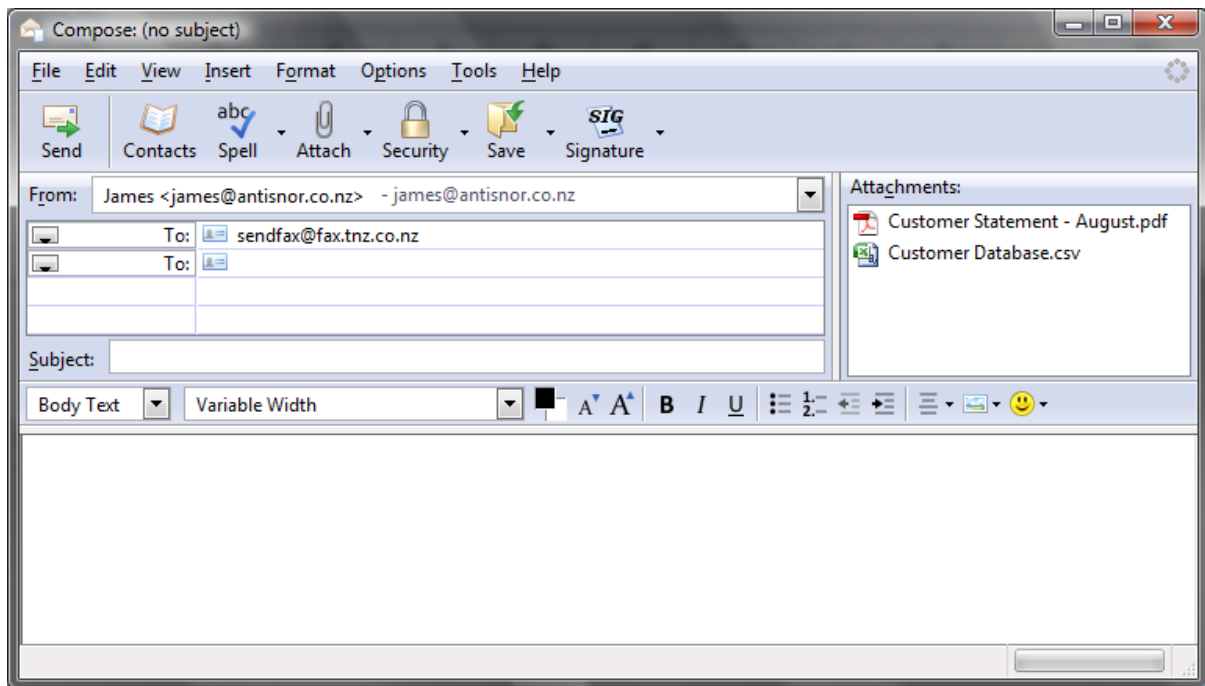 Compose: (no subject)
File Edit View Insert Format Options Tools Help
abc SIG
Send Contacts Spell Attach Security Save Signature
From: James <james@antisnor.co.nz> - james@antisnor.co.nz
To: sendfax@fax.tnz.co.nz
To:
Subject:
Attachments:
Customer Statement - August.pdf
Customer Database.csv
Body Text Variable Width A A B I U 1. 2.